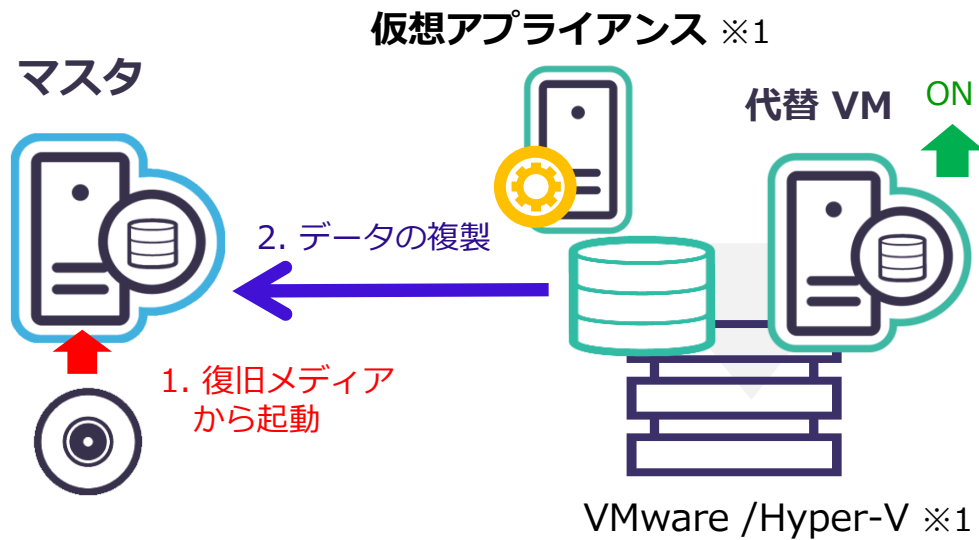 仮想アプライアンス ※1
マスタ
代替 VM
ON
2. データの複製
1. 復旧メディア
から起動
VMware /Hyper-V ※1